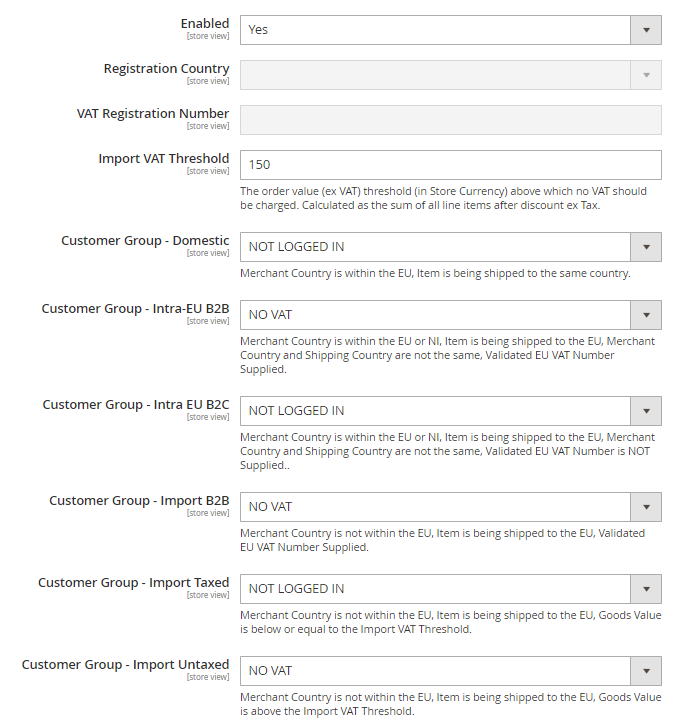 Enabled
[store view]
Yes
Registration Country
[store view]
VAT Registration Number
[store view]
Import VAT Threshold
[store view]
150
The order value (ex VAT) threshold (in Store Currency) above which no VAT should
be charged. Calculated as the sum of all line items after discount ex Tax.
Customer Group - Domestic
[store view]
NOT LOGGED IN
Merchant Country is within the EU, Item is being shipped to the same country.
Customer Group - Intra-EU B2B
[store view]
NO VAT
Merchant Country is within the EU or NI, Item is being shipped to the EU, Merchant
Country and Shipping Country are not the same, Validated EU VAT Number
Supplied.
Customer Group - Intra EU B2C
[store view]
NOT LOGGED IN
Merchant Country is within the EU or NI, Item is being shipped to the EU, Merchant
Country and Shipping Country are not the same, Validated EU VAT Number is NOT
Supplied..
Customer Group - Import B2B
[store view]
NO VAT
Merchant Country is not within the EU, Item is being shipped to the EU, Validated
EU VAT Number Supplied.
Customer Group - Import Taxed
[store view]
NOT LOGGED IN
Merchant Country is not within the EU, Item is being shipped to the EU, Goods Value
is below or equal to the Import VAT Threshold.
Customer Group - Import Untaxed
[store view]
NO VAT
Merchant Country is not within the EU, Item is being shipped to the EU, Goods Value
is above the Import VAT Threshold.